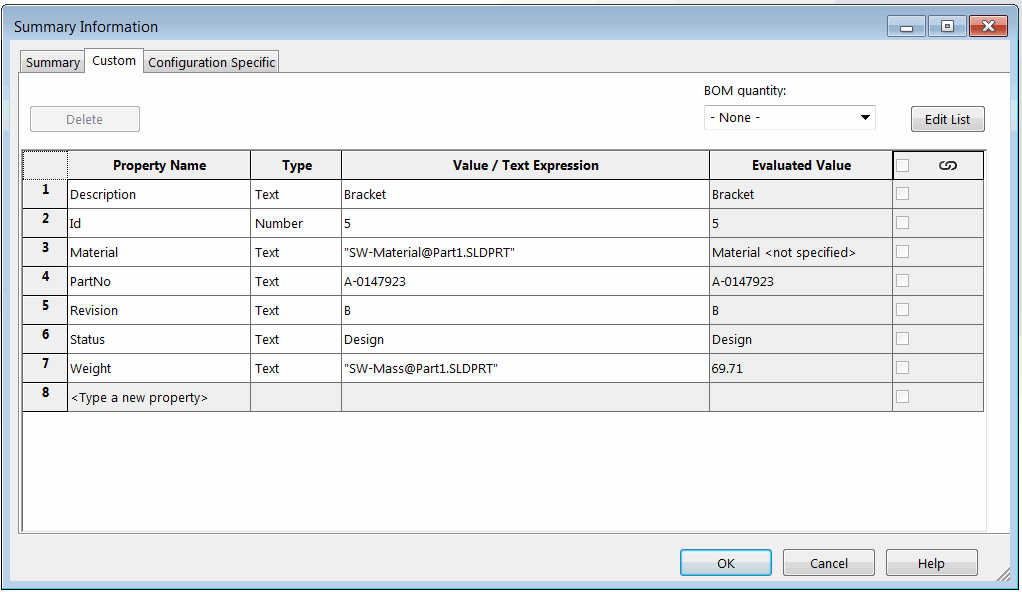 Summary Information
Summary Custom Configuration Specific
BOM quantity:
Delete - None - Edit List
Property Name Type Value / Text Expression Evaluated Value
1 Description Text Bracket Bracket
2 Id Number 5 5
3 Material Text "SW-Material@Part1.SLDPRT" Material <not specified>
4 PartNo Text A-0147923 A-0147923
5 Revision Text B B
6 Status Text Design Design
7 Weight Text "SW-Mass@Part1.SLDPRT" 69.71
8 <Type a new property>
OK Cancel Help